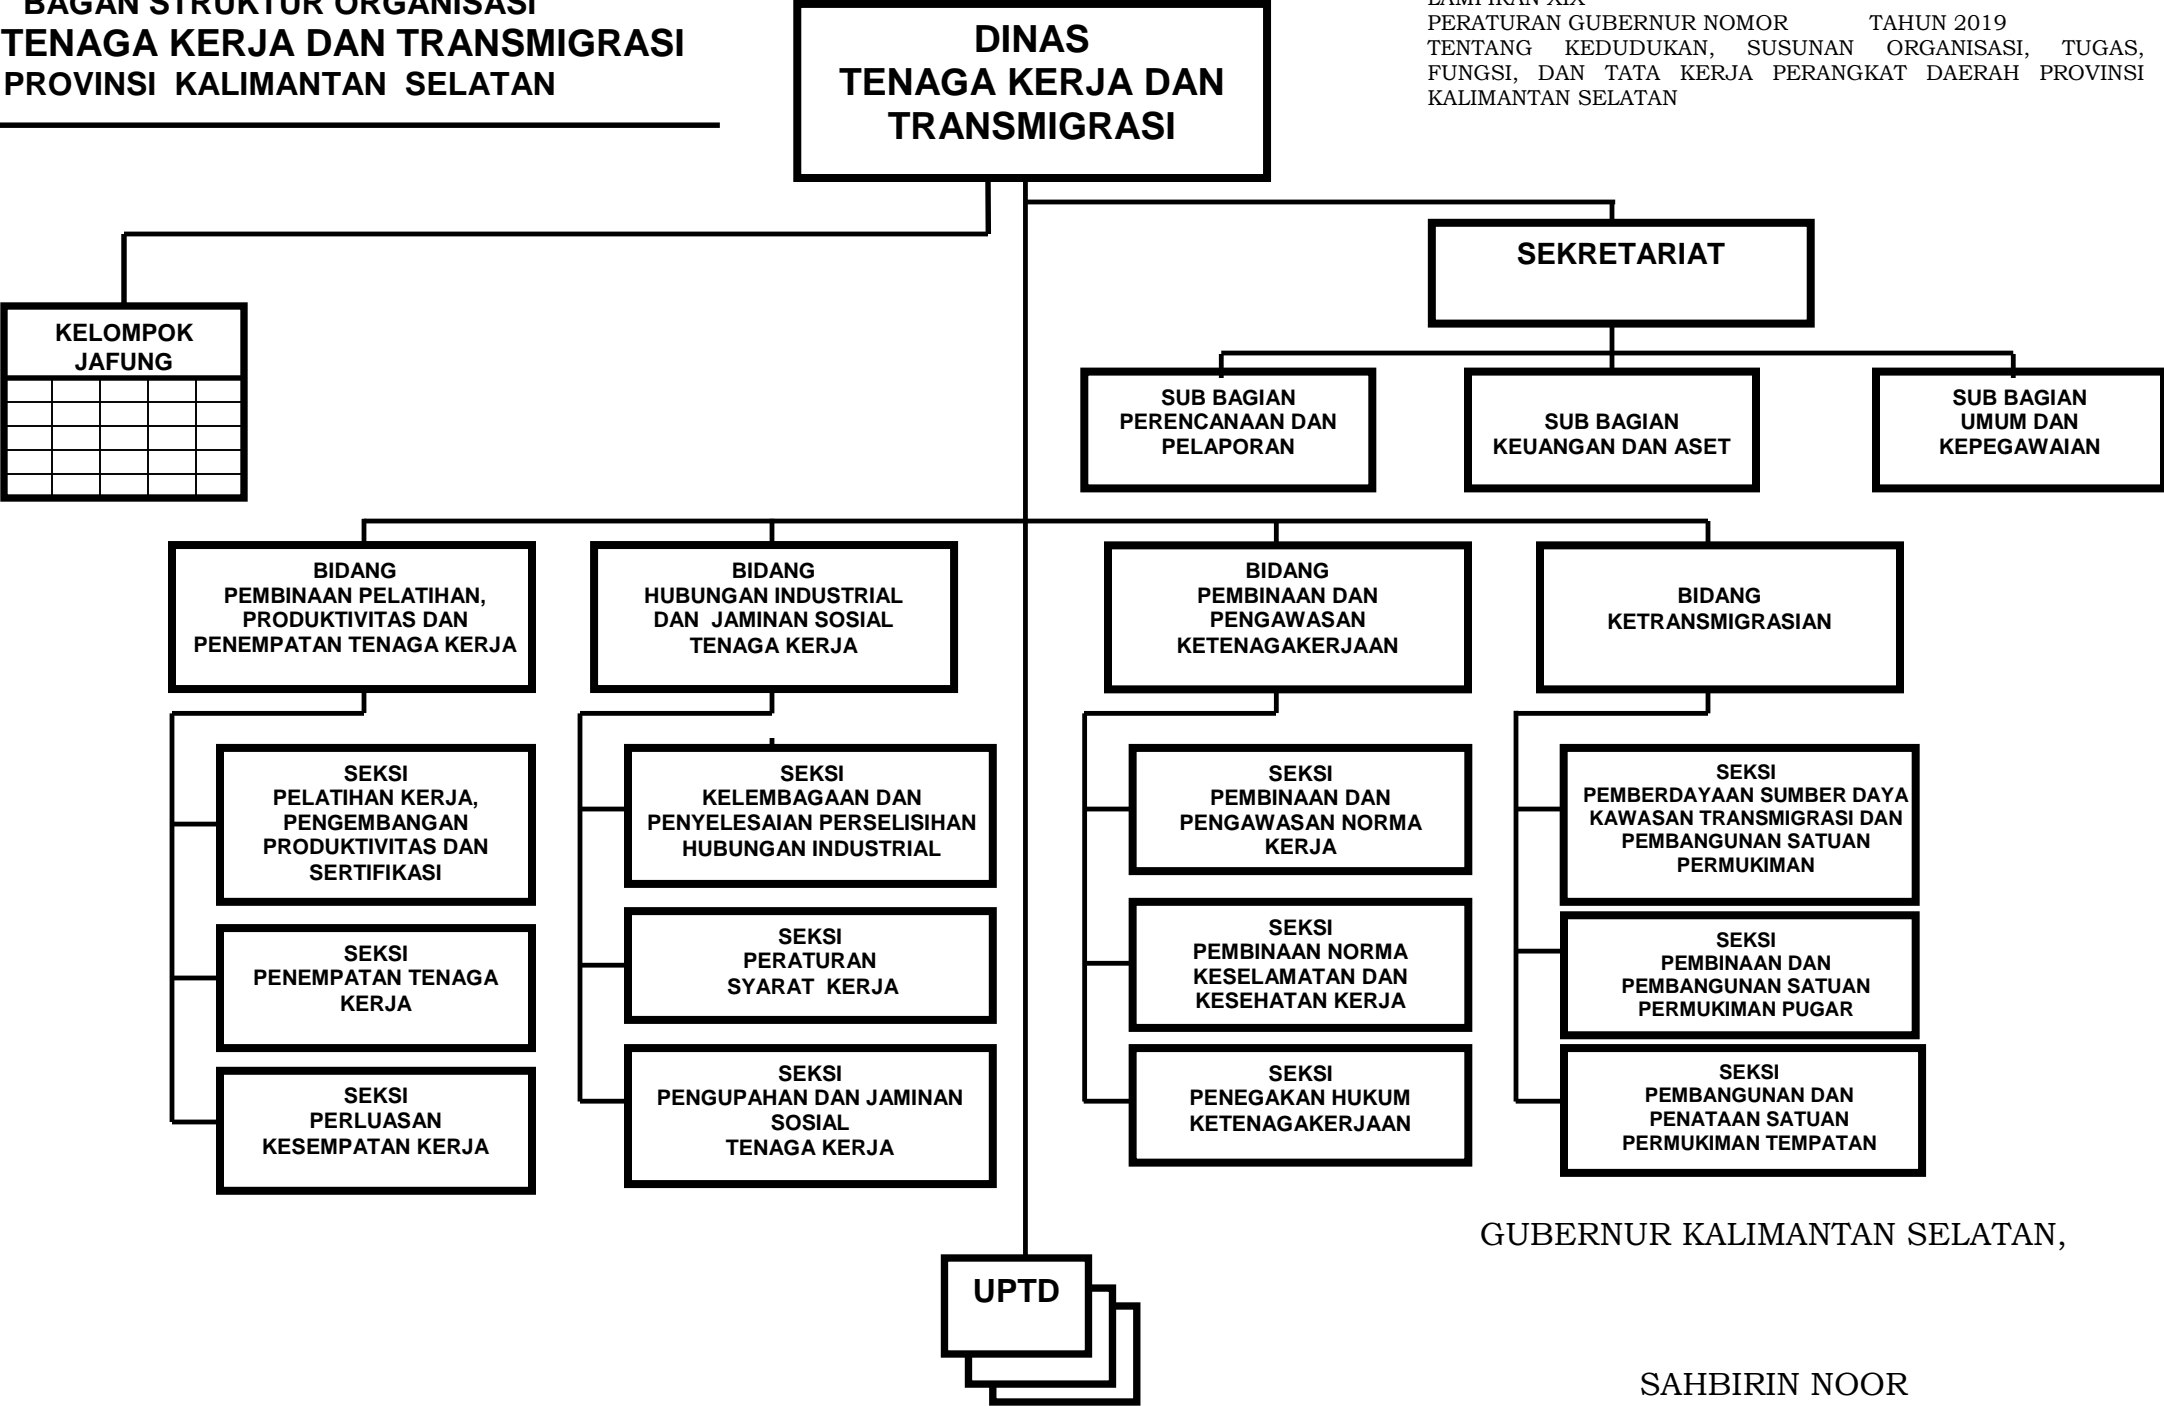 BAGAN STRUKTUR ORGANISASI
TENAGA KERJA DAN TRANSMIGRASI
PROVINSI KALIMANTAN SELATAN
DINAS
TENAGA KERJA DAN
TRANSMIGRASI
LAMPIRAN XIX
PERATURAN GUBERNUR NOMOR TAHUN 2019
TENTANG KEDUDUKAN, SUSUNAN ORGANISASI, TUGAS,
FUNGSI, DAN TATA KERJA PERANGKAT DAERAH PROVINSI
KALIMANTAN SELATAN
SEKRETARIAT
KELOMPOK
JAFUNG
SUB BAGIAN
PERENCANAAN DAN
PELAPORAN
SUB BAGIAN
KEUANGAN DAN ASET
SUB BAGIAN
UMUM DAN
KEPEGAWAIAN
BIDANG
PEMBINAAN PELATIHAN,
PRODUKTIVITAS DAN
PENEMPATAN TENAGA KERJA
BIDANG
HUBUNGAN INDUSTRIAL
DAN JAMINAN SOSIAL
TENAGA KERJA
BIDANG
PEMBINAAN DAN
PENGAWASAN
KETENAGAKERJAAN
BIDANG
KETRANSMIGRASIAN
SEKSI
PELATIHAN KERJA,
PENGEMBANGAN
PRODUKTIVITAS DAN
SERTIFIKASI
SEKSI
PENEMPATAN TENAGA
KERJA
SEKSI
PERLUASAN
KESEMPATAN KERJA
SEKSI
KELEMBAGAAN DAN
PENYELESAIAN PERSELISIHAN
HUBUNGAN INDUSTRIAL
SEKSI
PERATURAN
SYARAT KERJA
SEKSI
PENGUPAHAN DAN JAMINAN
SOSIAL
TENAGA KERJA
SEKSI
PEMBINAAN DAN
PENGAWASAN NORMA
KERJA
SEKSI
PEMBINAAN NORMA
KESELAMATAN DAN
KESEHATAN KERJA
SEKSI
PENEGAKAN HUKUM
KETENAGAKERJAAN
SEKSI
PEMBERDAYAAN SUMBER DAYA
KAWASAN TRANSMIGRASI DAN
PEMBANGUNAN SATUAN
PERMUKIMAN
SEKSI
PEMBINAAN DAN
PEMBANGUNAN SATUAN
PERMUKIMAN PUGAR
SEKSI
PEMBANGUNAN DAN
PENATAAN SATUAN
PERMUKIMAN TEMPATAN
UPTD
GUBERNUR KALIMANTAN SELATAN,
SAHBIRIN NOOR